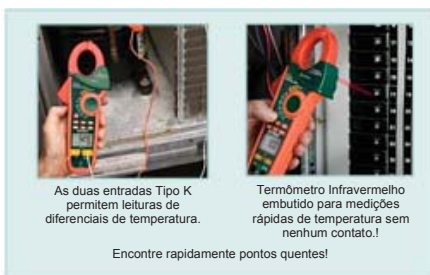 As duas entradas Tipo K
permitem leituras de
diferenciais de temperatura.
Termômetro Infravermelho
embutido para medições
rápidas de temperatura sem
nenhum contato.!
Encontre rapidamente pontos quentes!